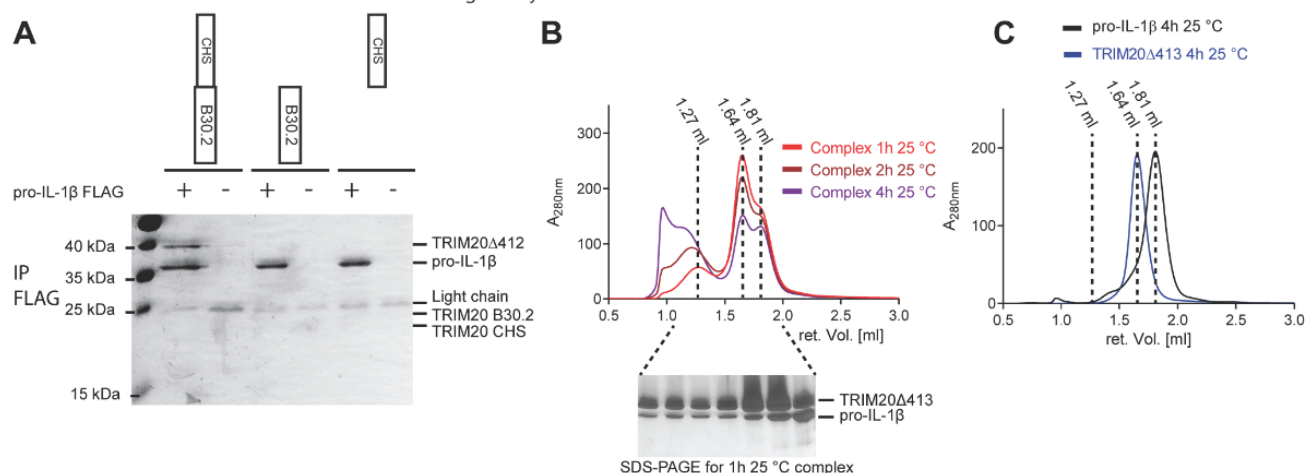 A
CHS
B30.2
B30.2
CHS
pro-IL-1β FLAG + - + - + -
IP
FLAG
40 kDa
35 kDa
25 kDa
15 kDa
TRIM20Δ412
pro-IL-1β
Light chain
TRIM20 B30.2
TRIM20 CHS
B
1.27 ml
1.64 ml
1.81 ml
Complex 1h 25 °C
Complex 2h 25 °C
Complex 4h 25 °C
A280nm
300
200
100
0
0.5 1.0 1.5 2.0 2.5 3.0
ret. Vol. [ml]
TRIM20Δ413
pro-IL-1β
SDS-PAGE for 1h 25 °C complex
C
pro-IL-1β 4h 25 °C
TRIM20Δ413 4h 25 °C
1.27 ml
1.64 ml
1.81 ml
A280nm
200
100
0
0.5 1.0 1.5 2.0 2.5 3.0
ret. Vol. [ml]